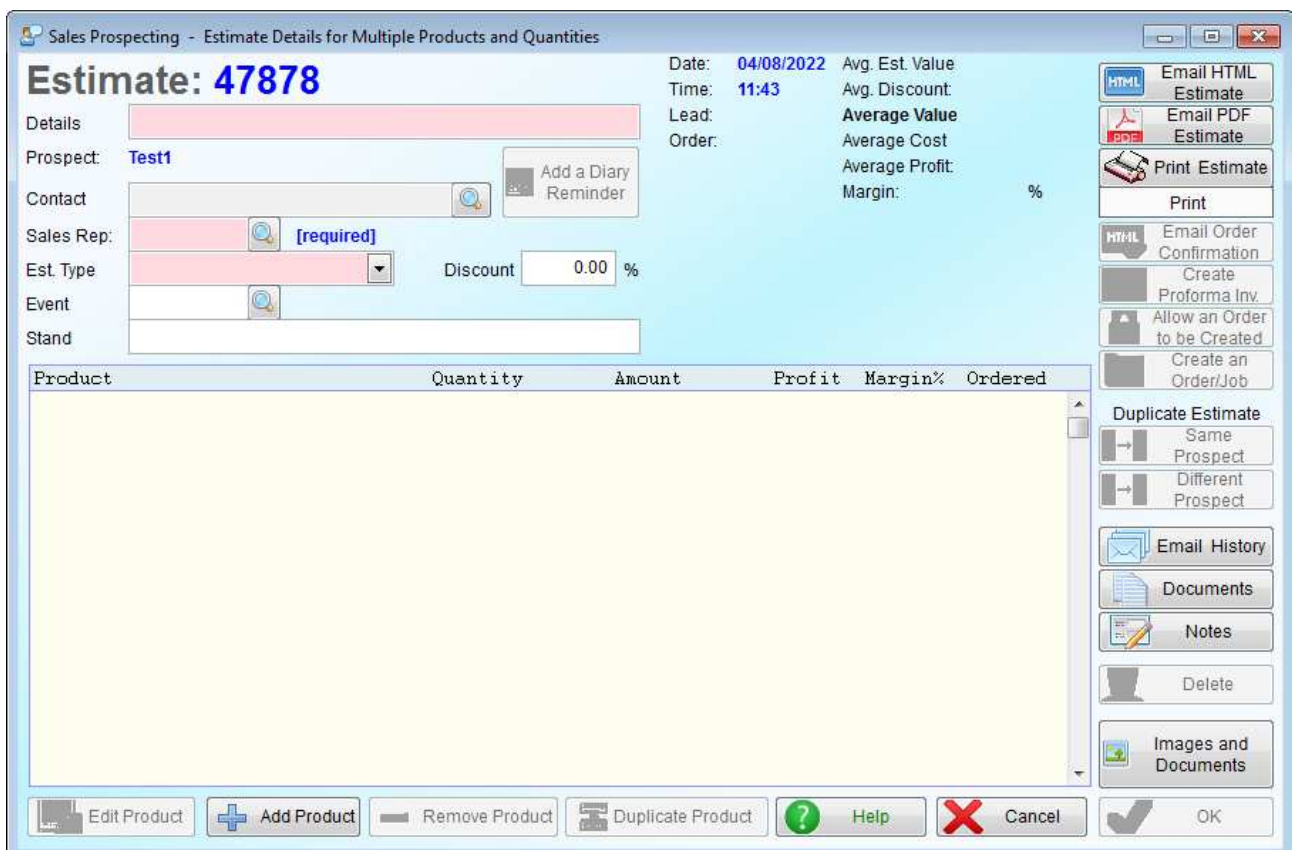 Sales Prospecting - Estimate Details for Multiple Products and Quantities
Estimate: 47878
Details
Prospect: Test1
Contact
Add a Diary
Reminder
Sales Rep: [required]
Est. Type
Discount 0.00 %
Event
Stand
Date: 04/08/2022
Time: 11:43
Lead:
Order:
Avg. Est. Value
Avg. Discount:
Average Value
Average Cost
Average Profit:
Margin: %
Product Quantity Amount Profit Margin% Ordered
HTML
Email HTML
Estimate
PDF
Email PDF
Estimate
Print Estimate
Print
HTML
Email Order
Confirmation
Create
Proforma Inv.
Allow an Order
to be Created
Create an
Order/Job
Duplicate Estimate
Same
Prospect
Different
Prospect
Email History
Documents
Notes
Delete
Images and
Documents
Edit Product Add Product Remove Product Duplicate Product ? Help Cancel OK